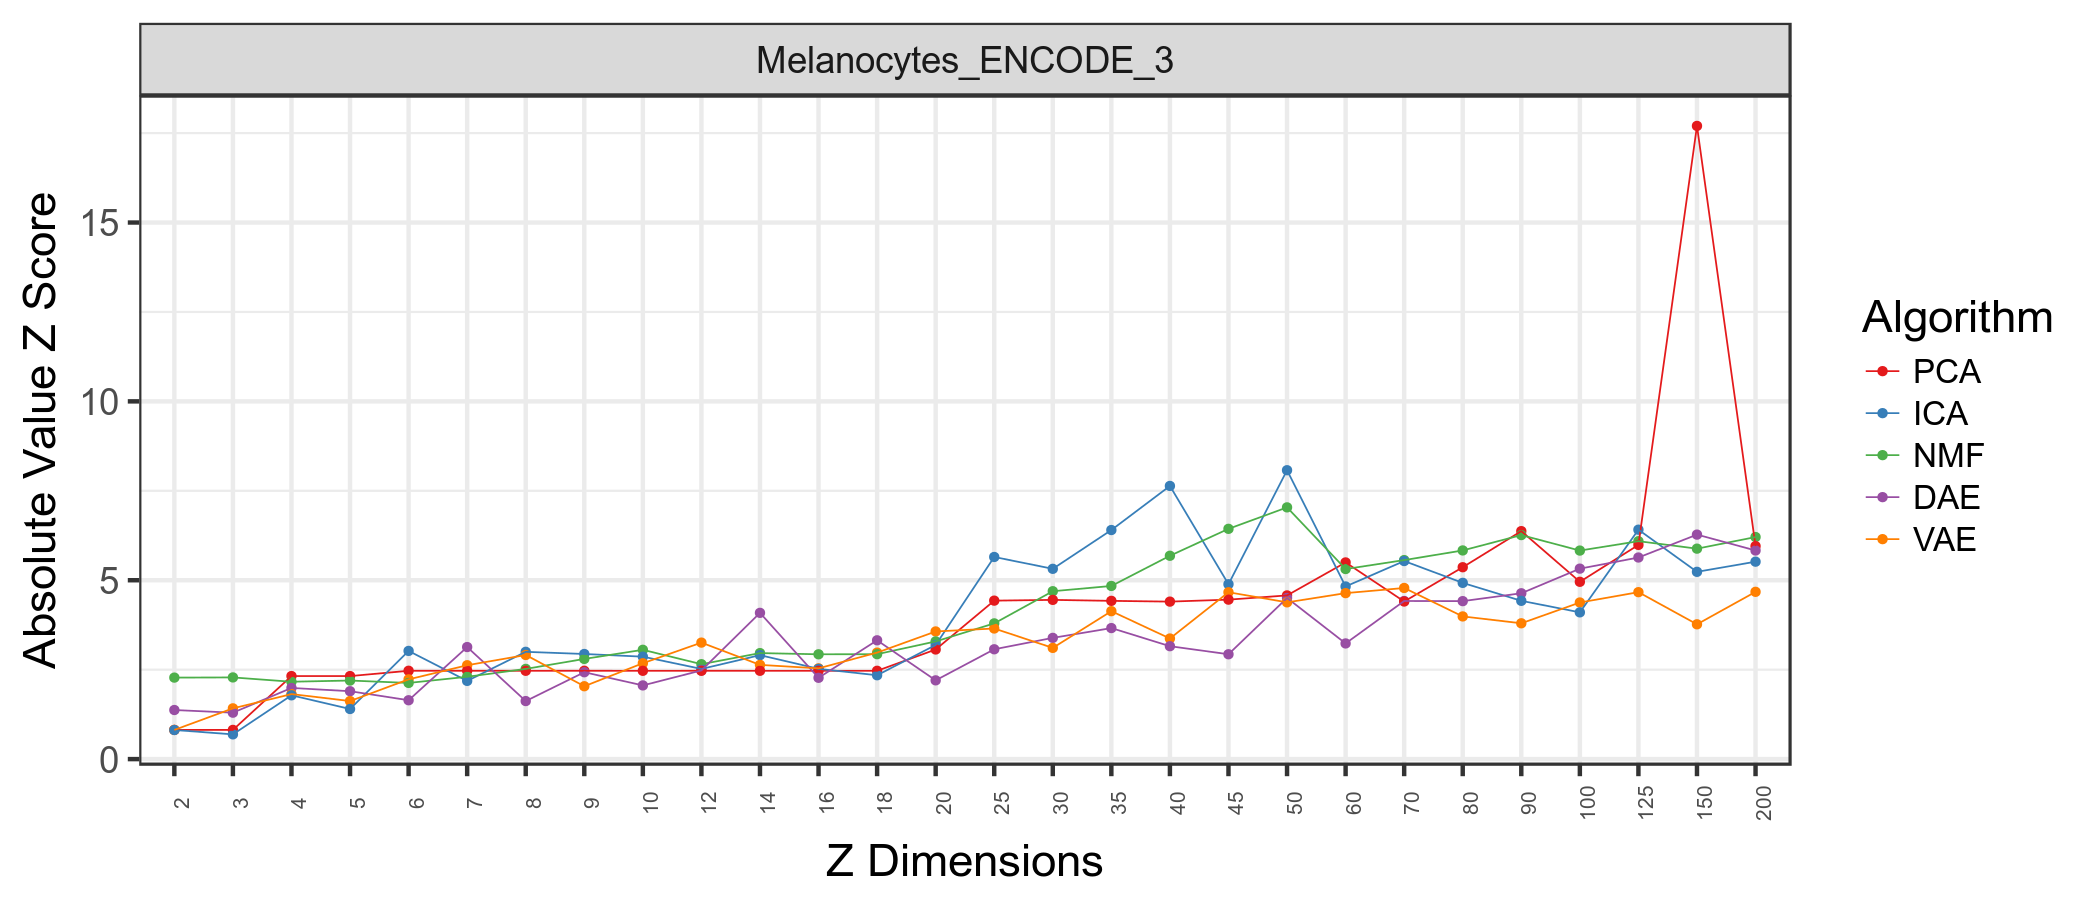 Melanocytes_ENCODE_3
Absolute Value Z Score
15
10
5
0
2 3 4 5 6 7 8 9 10 12 14 16 18 20 25 30 35 40 45 50 60 70 80 90 100 125 150 200
Z Dimensions
Algorithm
PCA
ICA
NMF
DAE
VAE